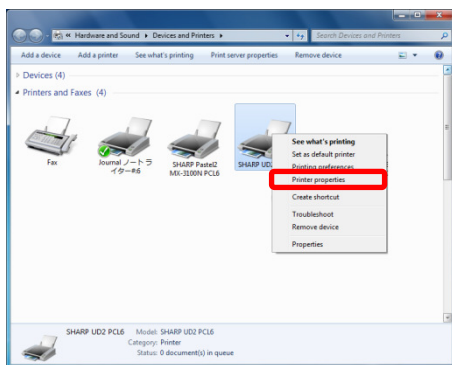 « Hardware and Sound ▸ Devices and Printers ▸
Search Devices and Printers
Add a device Add a printer See what's printing Print server properties Remove device
Devices (4)
Printers and Faxes (4)
Fax
Journal ノート ラ
イター#6
SHARP Pastel2
MX-3100N PCL6
SHARP UD2
See what's printing
Set as default printer
Printing preferences
Printer properties
Create shortcut
Troubleshoot
Remove device
Properties
SHARP UD2 PCL6 Model: SHARP UD2 PCL6
Category: Printer
Status: 0 document(s) in queue